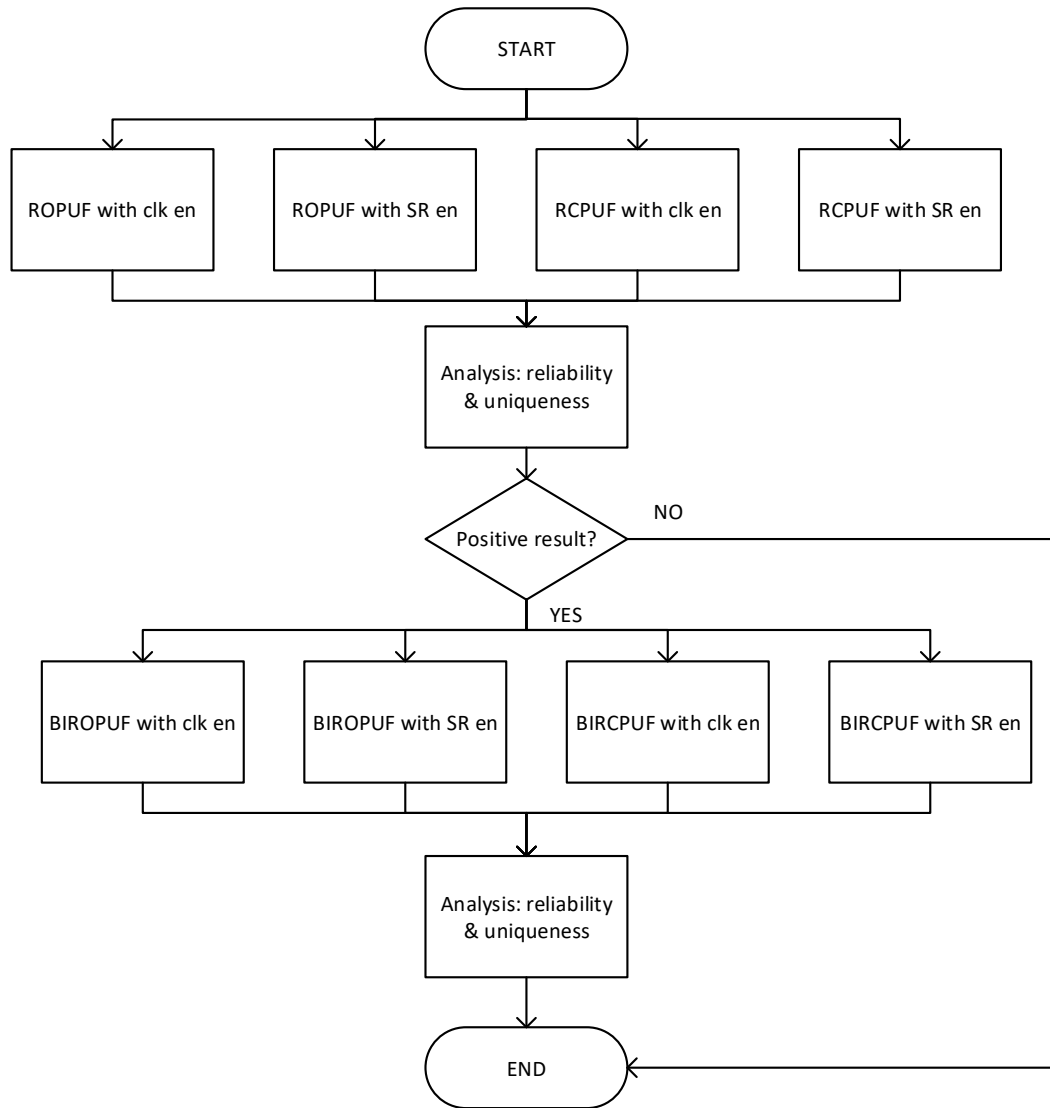 START
ROPUF with clk en
ROPUF with SR en
RCPUF with clk en
RCPUF with SR en
Analysis: reliability
& uniqueness
Positive result?
NO
YES
BIROPUF with clk en
BIROPUF with SR en
BIRCPUF with clk en
BIRCPUF with SR en
Analysis: reliability
& uniqueness
END